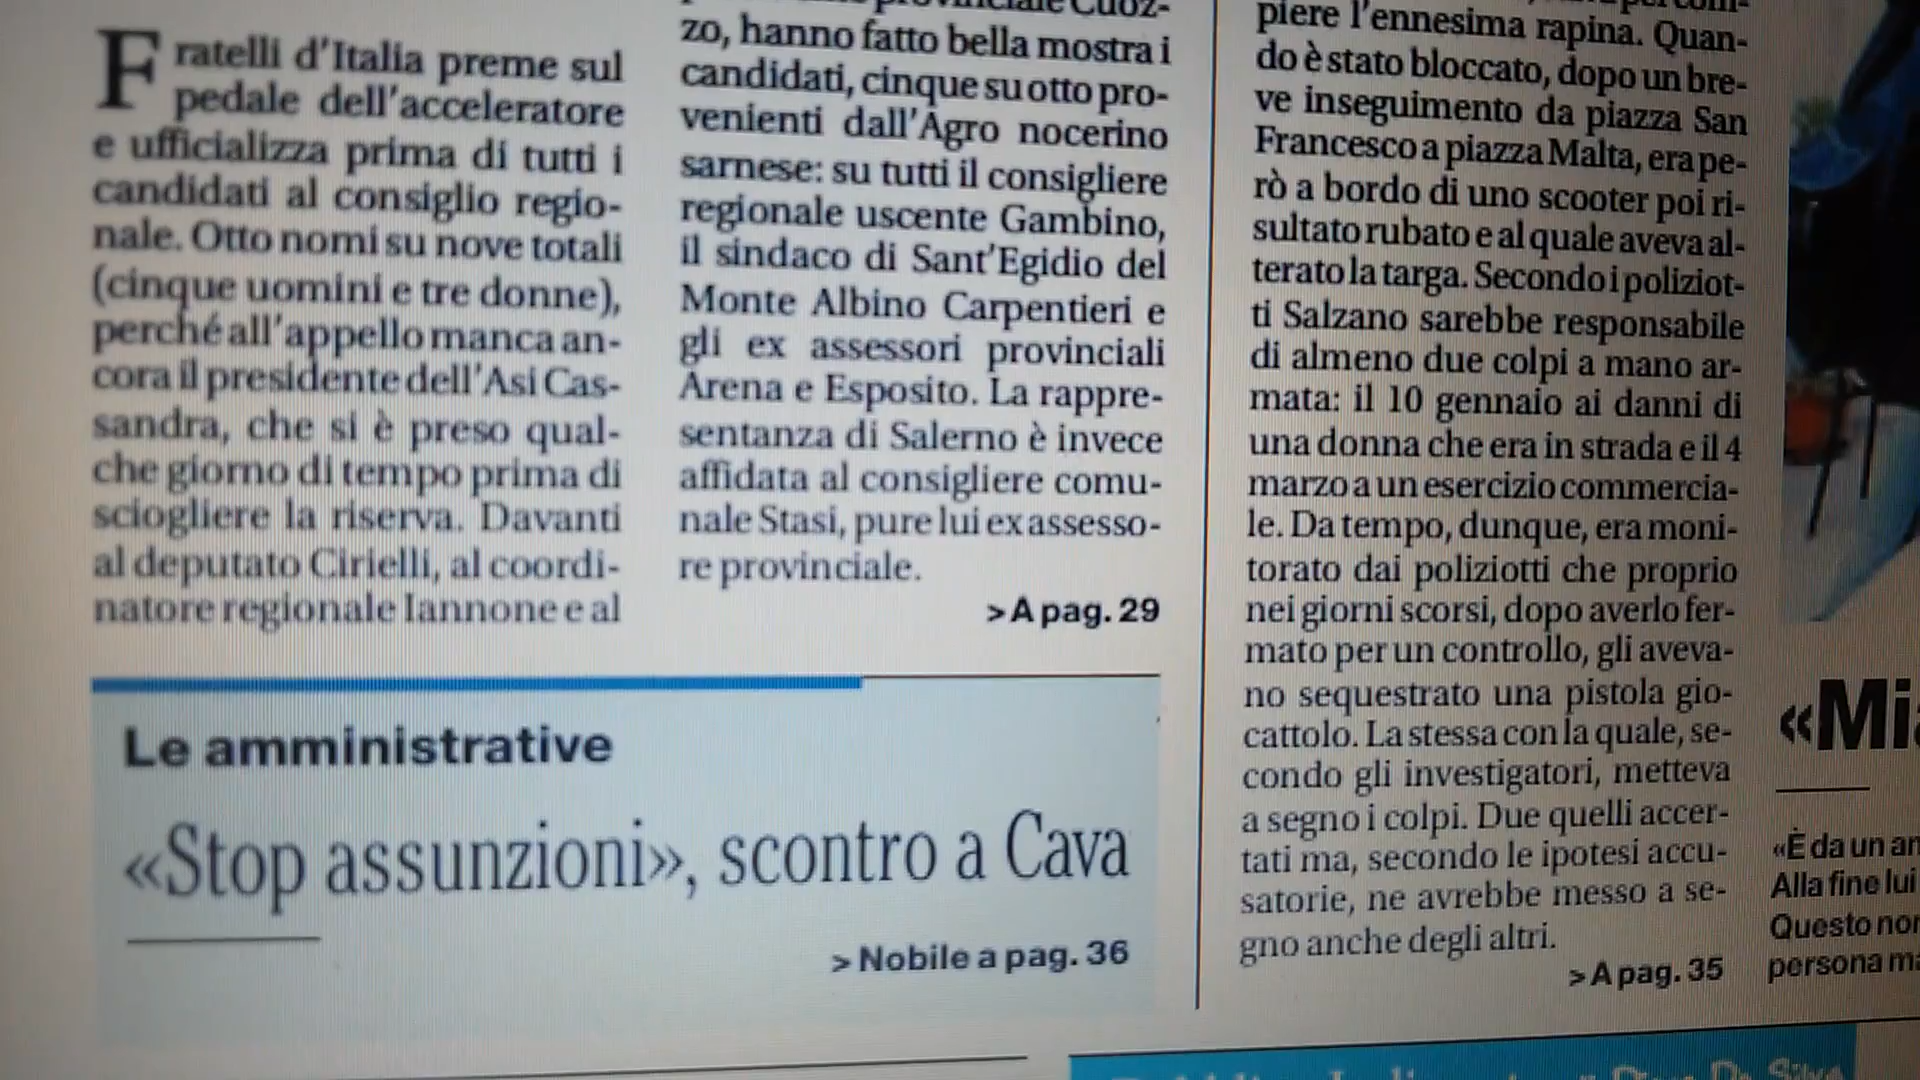 Fratelli d'Italia preme sul
pedale dell'acceleratore
e ufficializza prima di tutti i
candidati al consiglio regio-
nale. Otto nomi su nove totali
(cinque uomini e tre donne),
perché all'appello manca an-
cora il presidente dell'Asi Cas-
sandra, che si è preso qual-
che giorno di tempo prima di
sciogliere la riserva. Davanti
al deputato Cirielli, al coordi-
natore regionale Iannone e al
zo, hanno fatto bella mostra i
candidati, cinque su otto pro-
venienti dall'Agro nocerino
sarnese: su tutti il consigliere
regionale uscente Gambino,
il sindaco di Sant'Egidio del
Monte Albino Carpentieri e
gli ex assessori provinciali
Arena e Esposito. La rappre-
sentanza di Salerno è invece
affidata al consigliere comu-
nale Stasi, pure lui ex assesso-
re provinciale.
>A pag. 29
Le amministrative
«Stop assunzioni», scontro a Cava
>Nobile a pag. 36
piere l'ennesima rapina. Quan-
do è stato bloccato, dopo un bre-
ve inseguimento da piazza San
Francesco a piazza Malta, era pe-
rò a bordo di uno scooter poi ri-
sultato rubato e al quale aveva al-
terato la targa. Secondo i poliziot-
ti Salzano sarebbe responsabile
di almeno due colpi a mano ar-
mata: il 10 gennaio ai danni di
una donna che era in strada e il 4
marzo a un esercizio commercia-
le. Da tempo, dunque, era moni-
torato dai poliziotti che proprio
nei giorni scorsi, dopo averlo fer-
mato per un controllo, gli aveva-
no sequestrato una pistola gio-
cattolo. La stessa con la quale, se-
condo gli investigatori, metteva
a segno i colpi. Due quelli accer-
tati ma, secondo le ipotesi accu-
satorie, ne avrebbe messo a se-
gno anche degli altri.
>A pag. 35
«Mi
«È da un
Alla fine lui
Questo
persona